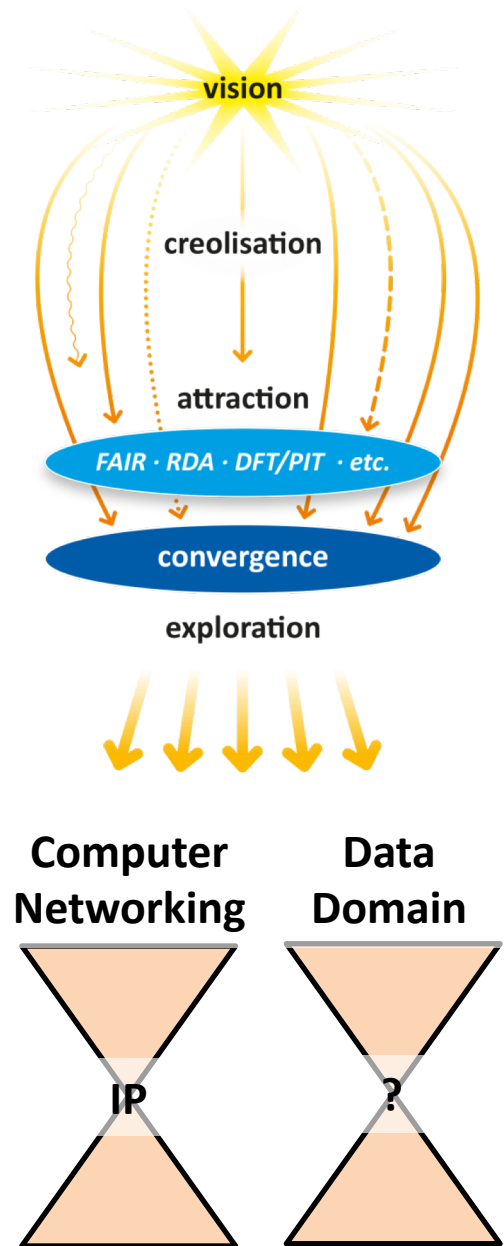 vision
creolisation
attraction
FAIR · RDA · DFT/PIT · etc.
convergence
exploration
Computer
Networking
Data
Domain
IP
?